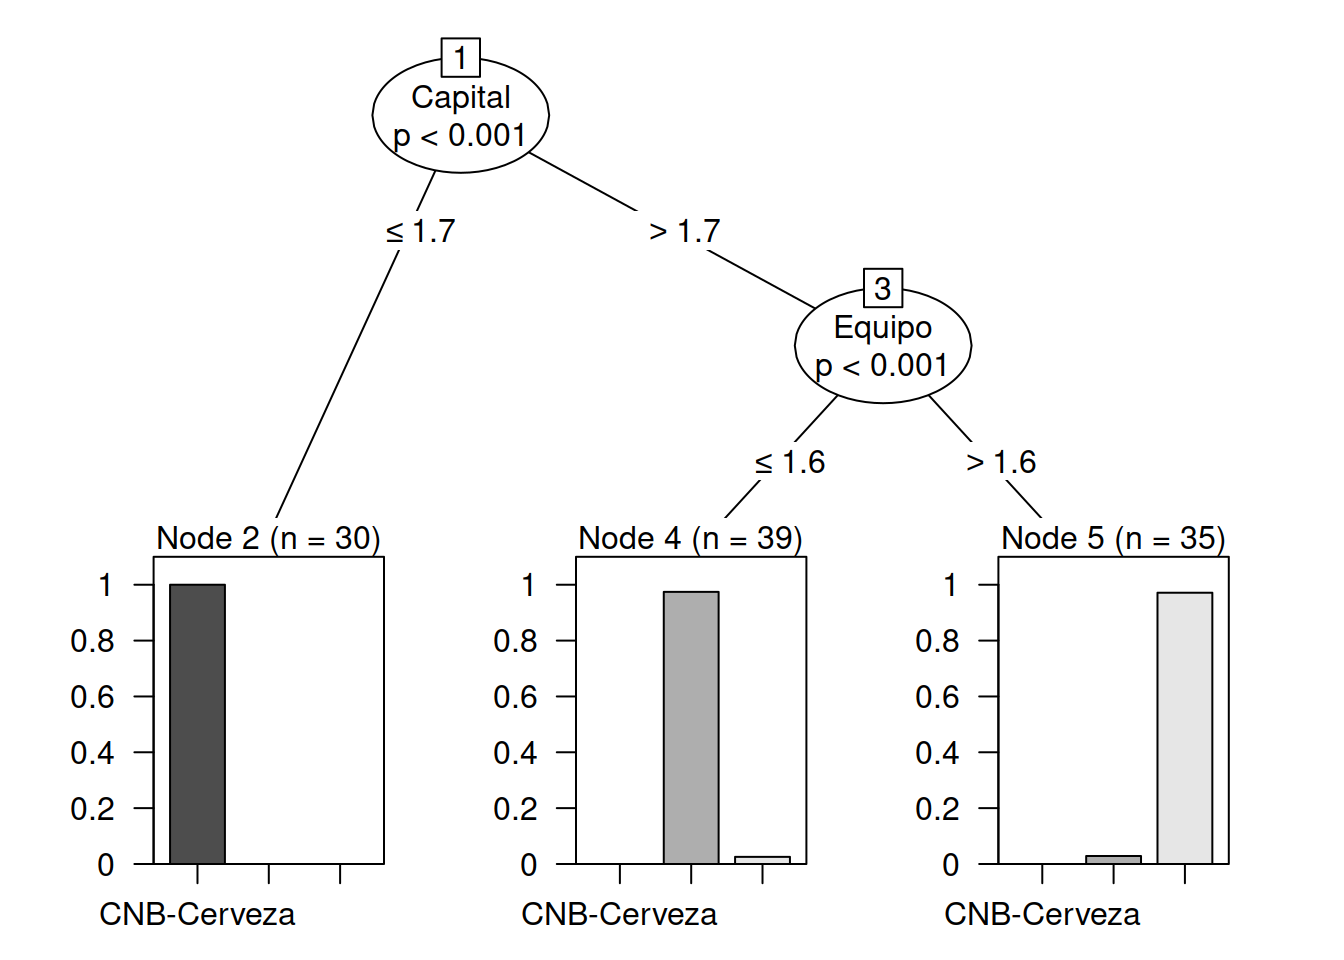 1
Capital
p < 0.001
≤ 1.7
> 1.7
3
Equipo
p < 0.001
≤ 1.6
> 1.6
Node 2 (n = 30)
1
0.8
0.6
0.4
0.2
0
CNB-Cerveza
Node 4 (n = 39)
1
0.8
0.6
0.4
0.2
0
CNB-Cerveza
Node 5 (n = 35)
1
0.8
0.6
0.4
0.2
0
CNB-Cerveza